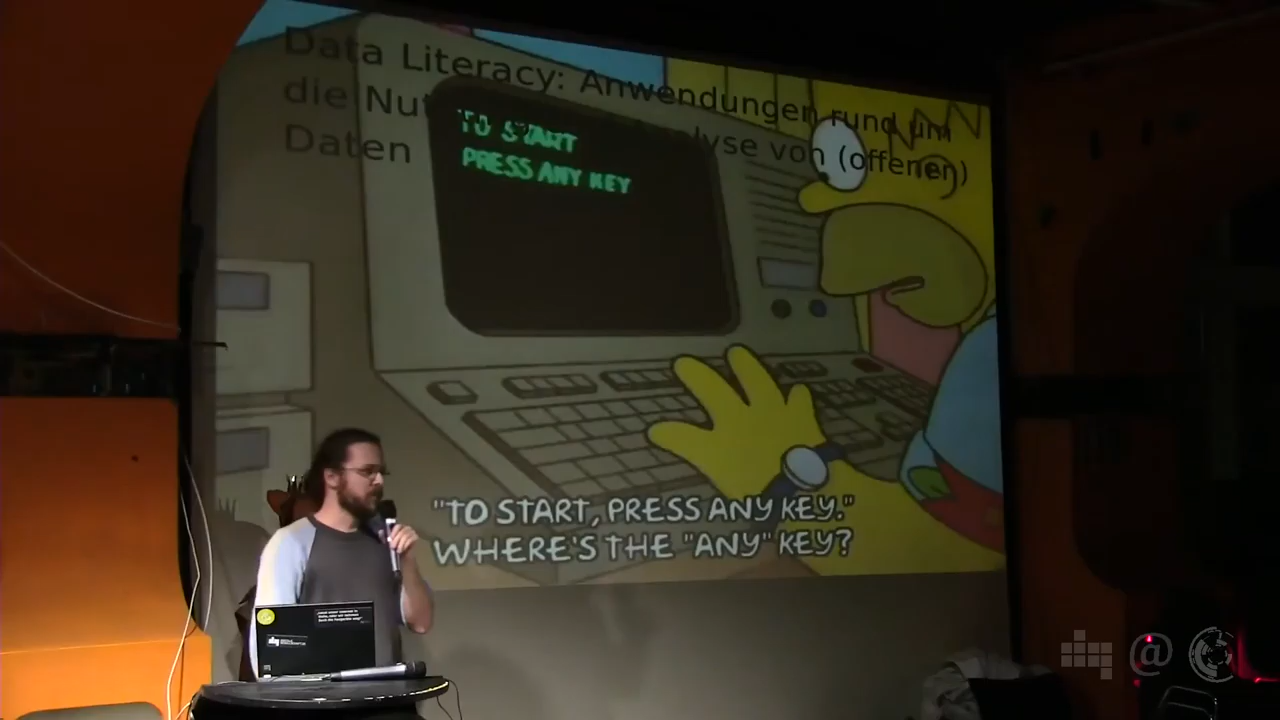 Data Literacy: Anwendungen rund um
die Nu
Daten
von (offenen)
TO START
PRESS ANY KEY
"TO START, PRESS ANY KEY."
WHERE'S THE "ANY" KEY?
@